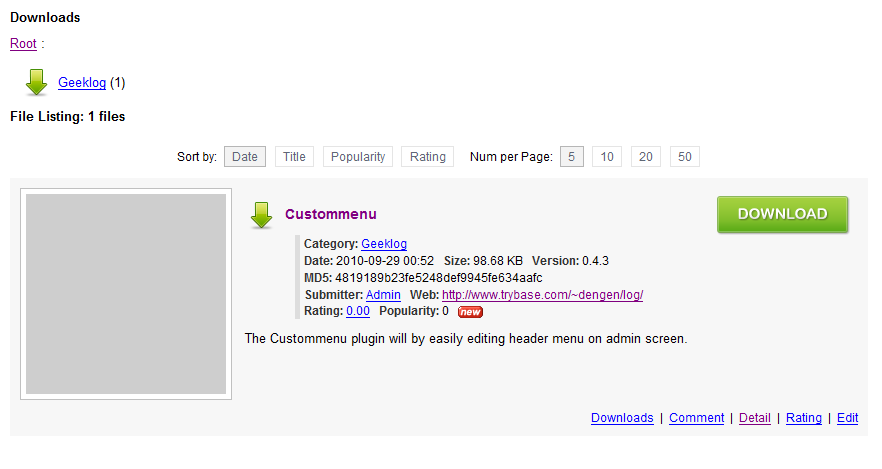 Downloads
Root :
Geeklog (1)
File Listing: 1 files
Sort by: Date Title Popularity Rating Num per Page: 5 10 20 50
Custommenu
DOWNLOAD
Category: Geeklog
Date: 2010-09-29 00:52 Size: 98.68 KB Version: 0.4.3
MD5: 4819189b23fe5248def9945fe634aafc
Submitter: Admin Web: http://www.trybase.com/~dengen/log/
Rating: 0.00 Popularity: 0 new
The Custommenu plugin will by easily editing header menu on admin screen.
Downloads | Comment | Detail | Rating | Edit